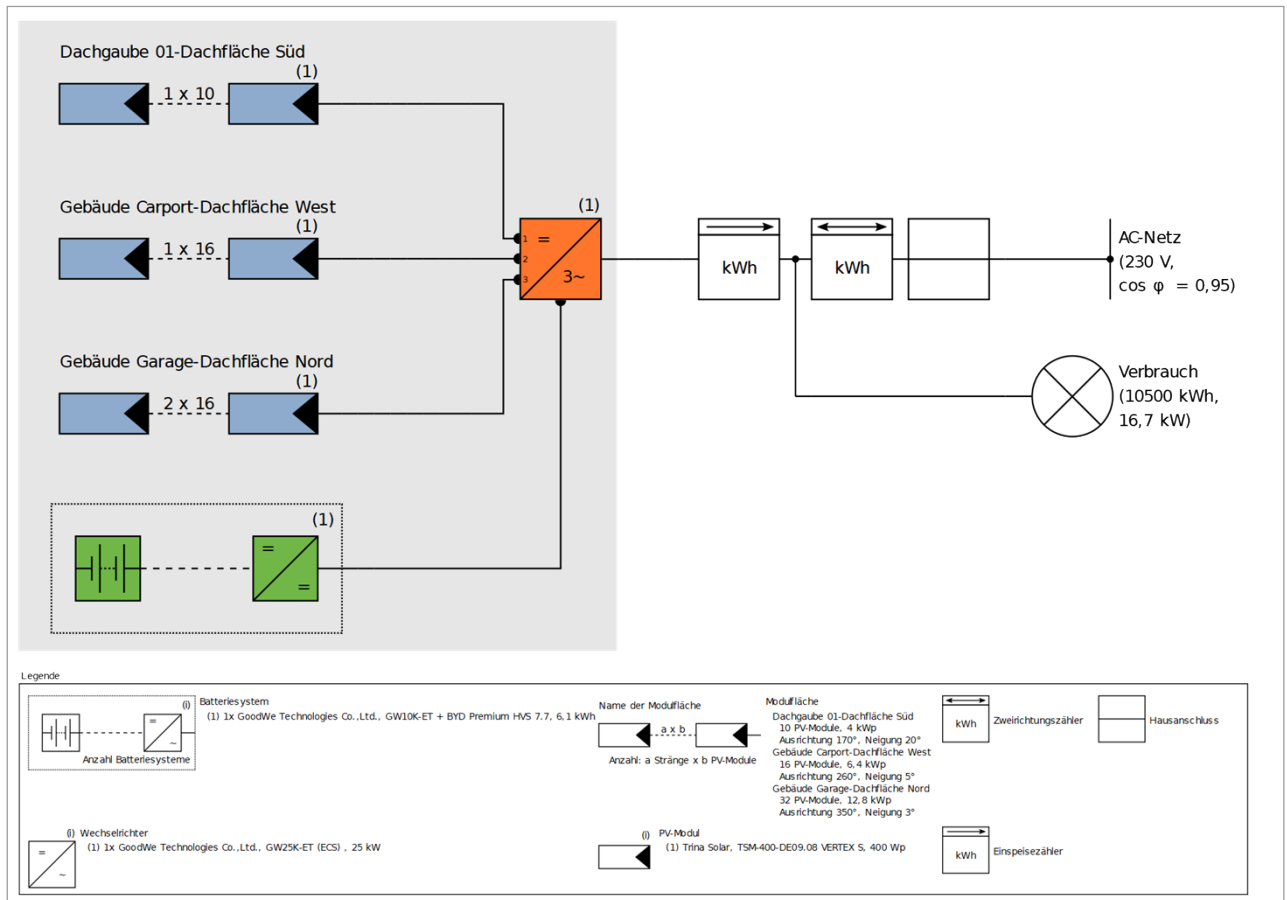 Dachgaube 01-Dachfläche Süd
(1)
1 x 10
Gebäude Carport-Dachfläche West
(1)
1 x 16
(1)
1
2
3
=
3~
kWh
kWh
AC-Netz
(230 V,
cos φ = 0,95)
Gebäude Garage-Dachfläche Nord
(1)
2 x 16
Verbrauch
(10500 kWh,
16,7 kW)
(1)
=
=
Legende
(i)
=
~
Anzahl Batteriesysteme
Batteriesystem
(1) 1x GoodWe Technologies Co.,Ltd., GW10K-ET + BYD Premium HVS 7.7, 6,1 kWh
Name der Modulfläche
a x b
Anzahl: a Stränge x b PV-Module
Modulfläche
Dachgaube 01-Dachfläche Süd
10 PV-Module, 4 kWp
Ausrichtung 170°, Neigung 20°
Gebäude Carport-Dachfläche West
16 PV-Module, 6,4 kWp
Ausrichtung 260°, Neigung 5°
Gebäude Garage-Dachfläche Nord
32 PV-Module, 12,8 kWp
Ausrichtung 350°, Neigung 3°
kWh
Zweirichtungszähler
Hausanschluss
(i) Wechselrichter
=
~
(1) 1x GoodWe Technologies Co.,Ltd., GW25K-ET (ECS) , 25 kW
(i) PV-Modul
(1) Trina Solar, TSM-400-DE09.08 VERTEX S, 400 Wp
kWh
Einspeisezähler